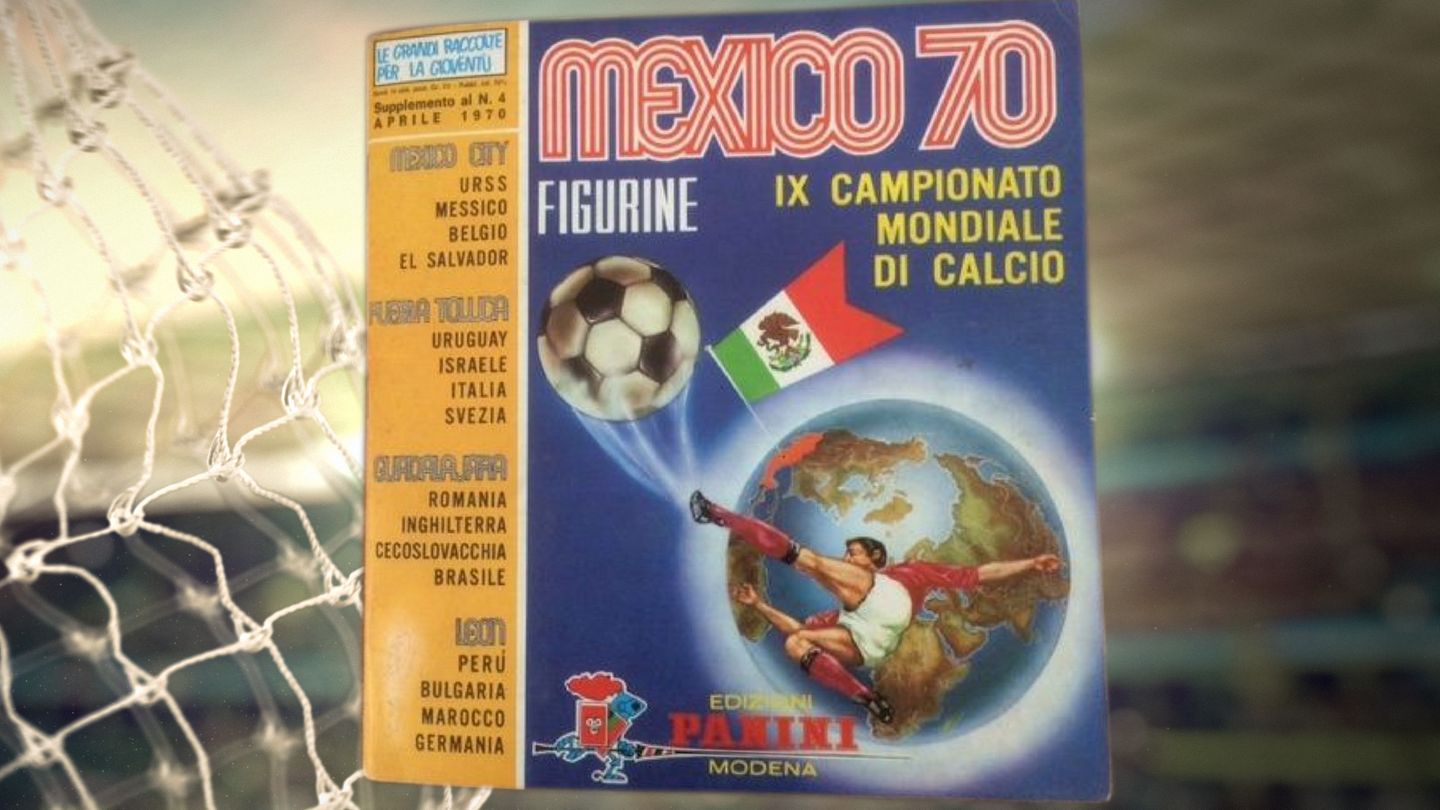 LE GRANDI RACCOLTE
PER LA GIOVENTÙ
Supplemento al N. 4
APRILE 1970
MEXICO CITY
URSS
MESSICO
BELGIO
EL SALVADOR
PUEBLA TOLUCA
URUGUAY
ISRAELE
ITALIA
SVEZIA
GUADALAJARA
ROMANIA
INGHILTERRA
CECOSLOVACCHIA
BRASILE
LEON
PERÚ
BULGARIA
MAROCCO
GERMANIA
MEXICO 70
FIGURINE
IX CAMPIONATO
MONDIALE
DI CALCIO
EDIZIONI
PANINI
MODENA